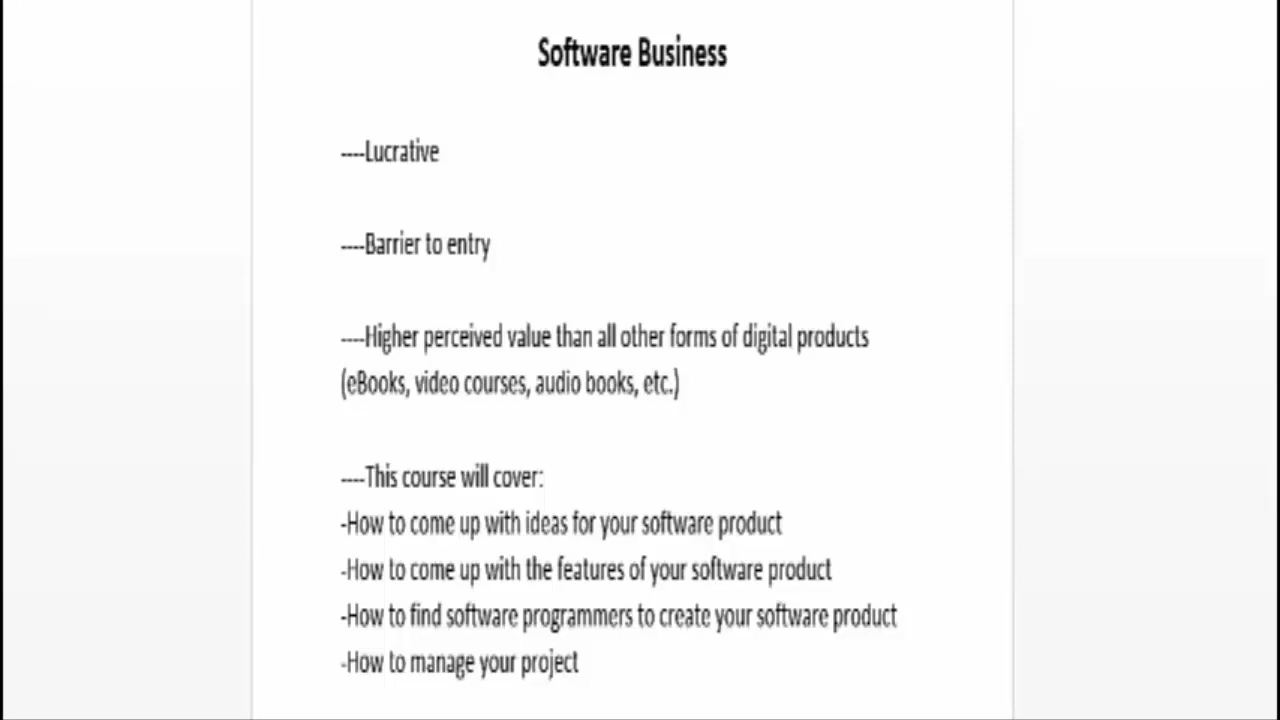 Software Business
----Lucrative
----Barrier to entry
----Higher perceived value than all other forms of digital products
(eBooks, video courses, audio books, etc.)
----This course will cover:
-How to come up with ideas for your software product
-How to come up with the features of your software product
-How to find software programmers to create your software product
-How to manage your project